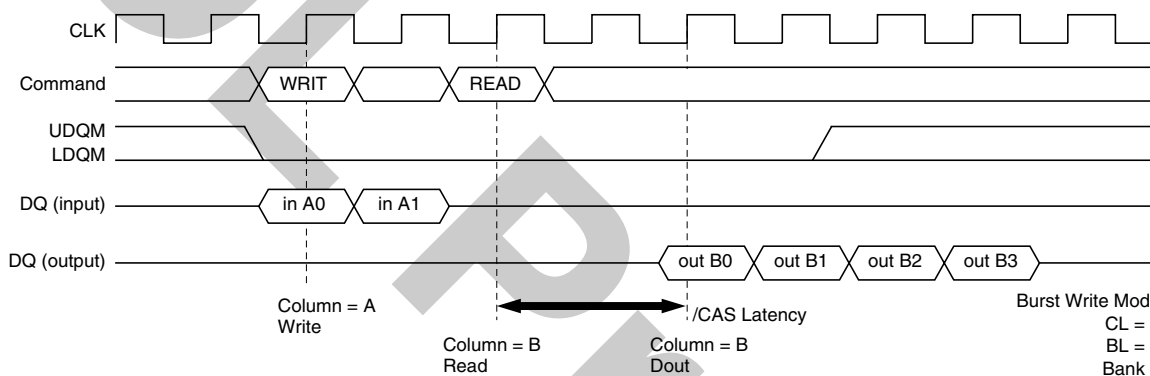 CLK
Command
WRIT
READ
UDQM
LDQM
DQ (input)
in A0
in A1
DQ (output)
out B0
out B1
out B2
out B3
Column = A
Write
/CAS Latency
Column = B
Read
Column = B
Dout
Burst Write Mod
CL =
BL =
Bank